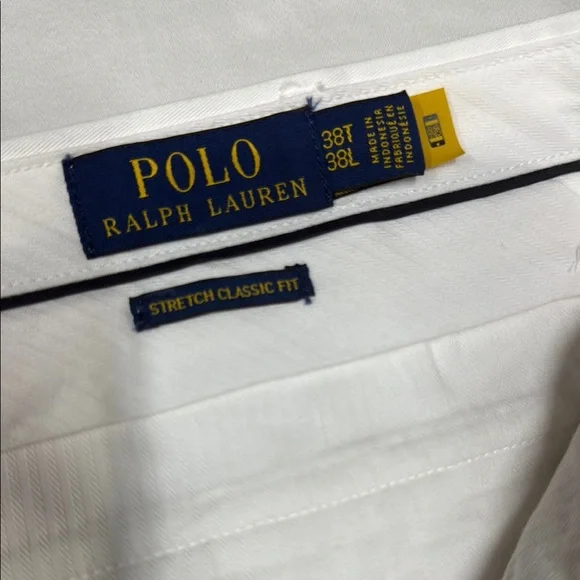 POLO
RALPH LAUREN
38T
38L
MADE IN
INDONESIA
FABRIQUÉ EN
INDONÉSIE
STRETCH CLASSIC FIT